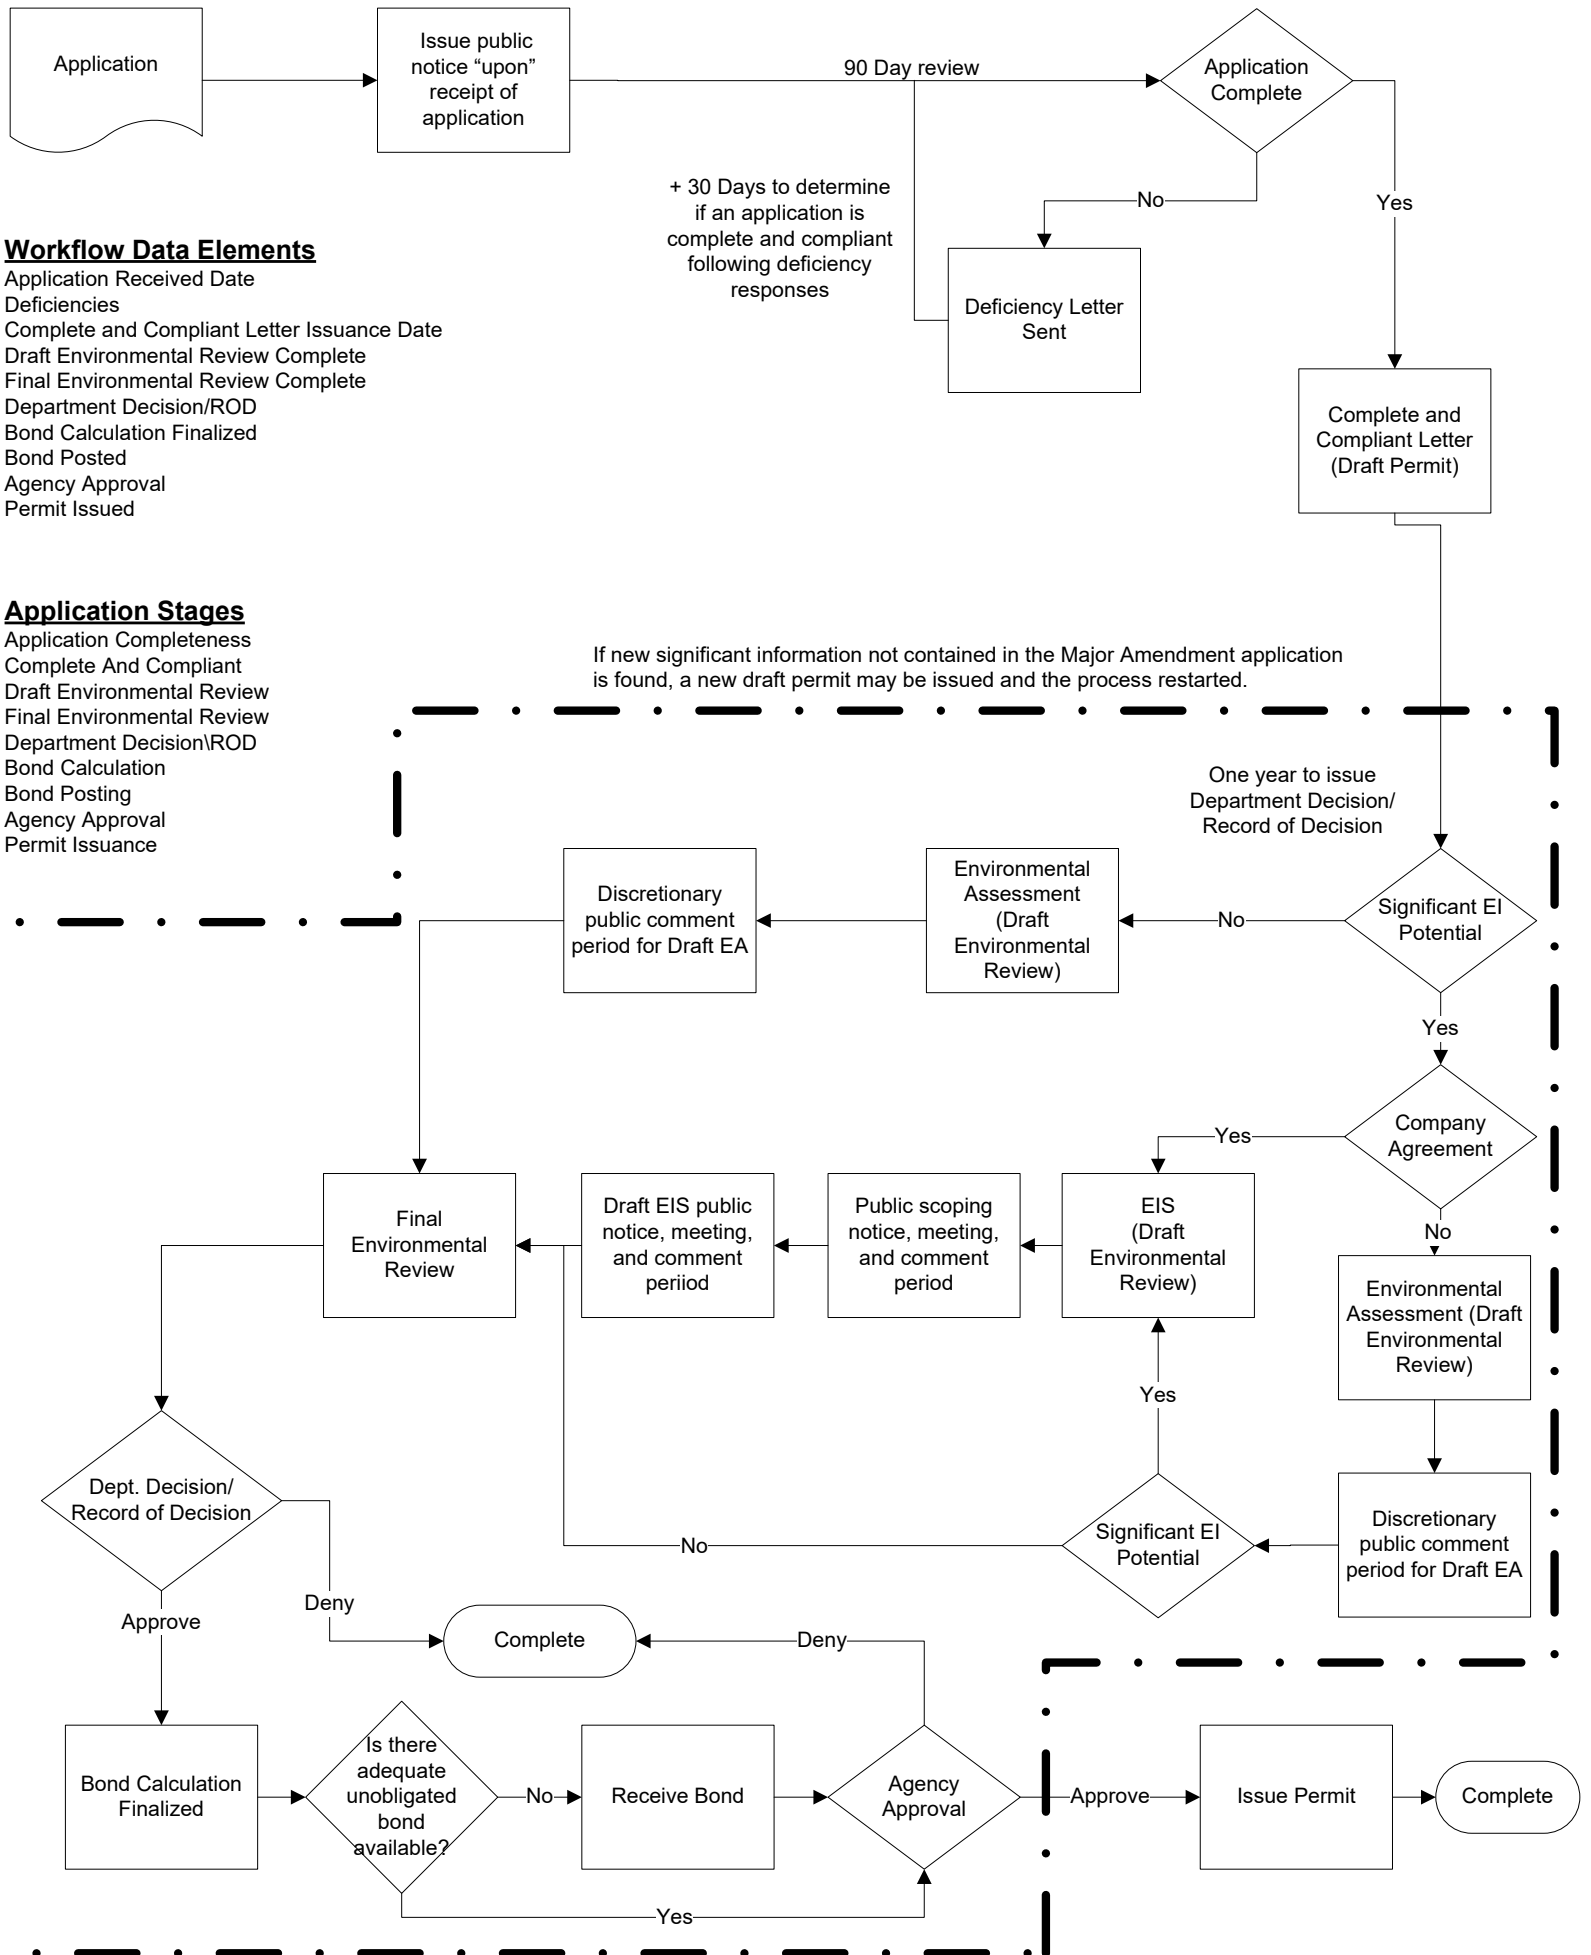 Application
Issue public
notice “upon”
receipt of
application
90 Day review
Application
Complete
No
Yes
+ 30 Days to determine
if an application is
complete and compliant
following deficiency
responses
Deficiency Letter
Sent
Complete and
Compliant Letter
(Draft Permit)
Workflow Data Elements
Application Received Date
Deficiencies
Complete and Compliant Letter Issuance Date
Draft Environmental Review Complete
Final Environmental Review Complete
Department Decision/ROD
Bond Calculation Finalized
Bond Posted
Agency Approval
Permit Issued
Application Stages
Application Completeness
Complete And Compliant
Draft Environmental Review
Final Environmental Review
Department Decision\ROD
Bond Calculation
Bond Posting
Agency Approval
Permit Issuance
If new significant information not contained in the Major Amendment application
is found, a new draft permit may be issued and the process restarted.
One year to issue
Department Decision/
Record of Decision
Significant EI
Potential
No
Environmental
Assessment
(Draft
Environmental
Review)
Discretionary
public comment
period for Draft EA
Yes
Company
Agreement
Yes
No
EIS
(Draft
Environmental
Review)
Public scoping
notice, meeting,
and comment
period
Draft EIS public
notice, meeting,
and comment
periiod
Final
Environmental
Review
Environmental
Assessment (Draft
Environmental
Review)
Discretionary
public comment
period for Draft EA
Significant EI
Potential
Yes
No
Dept. Decision/
Record of Decision
Deny
Approve
Complete
Deny
Bond Calculation
Finalized
Is there
adequate
unobligated
bond
available?
No
Receive Bond
Agency
Approval
Yes
Approve
Issue Permit
Complete